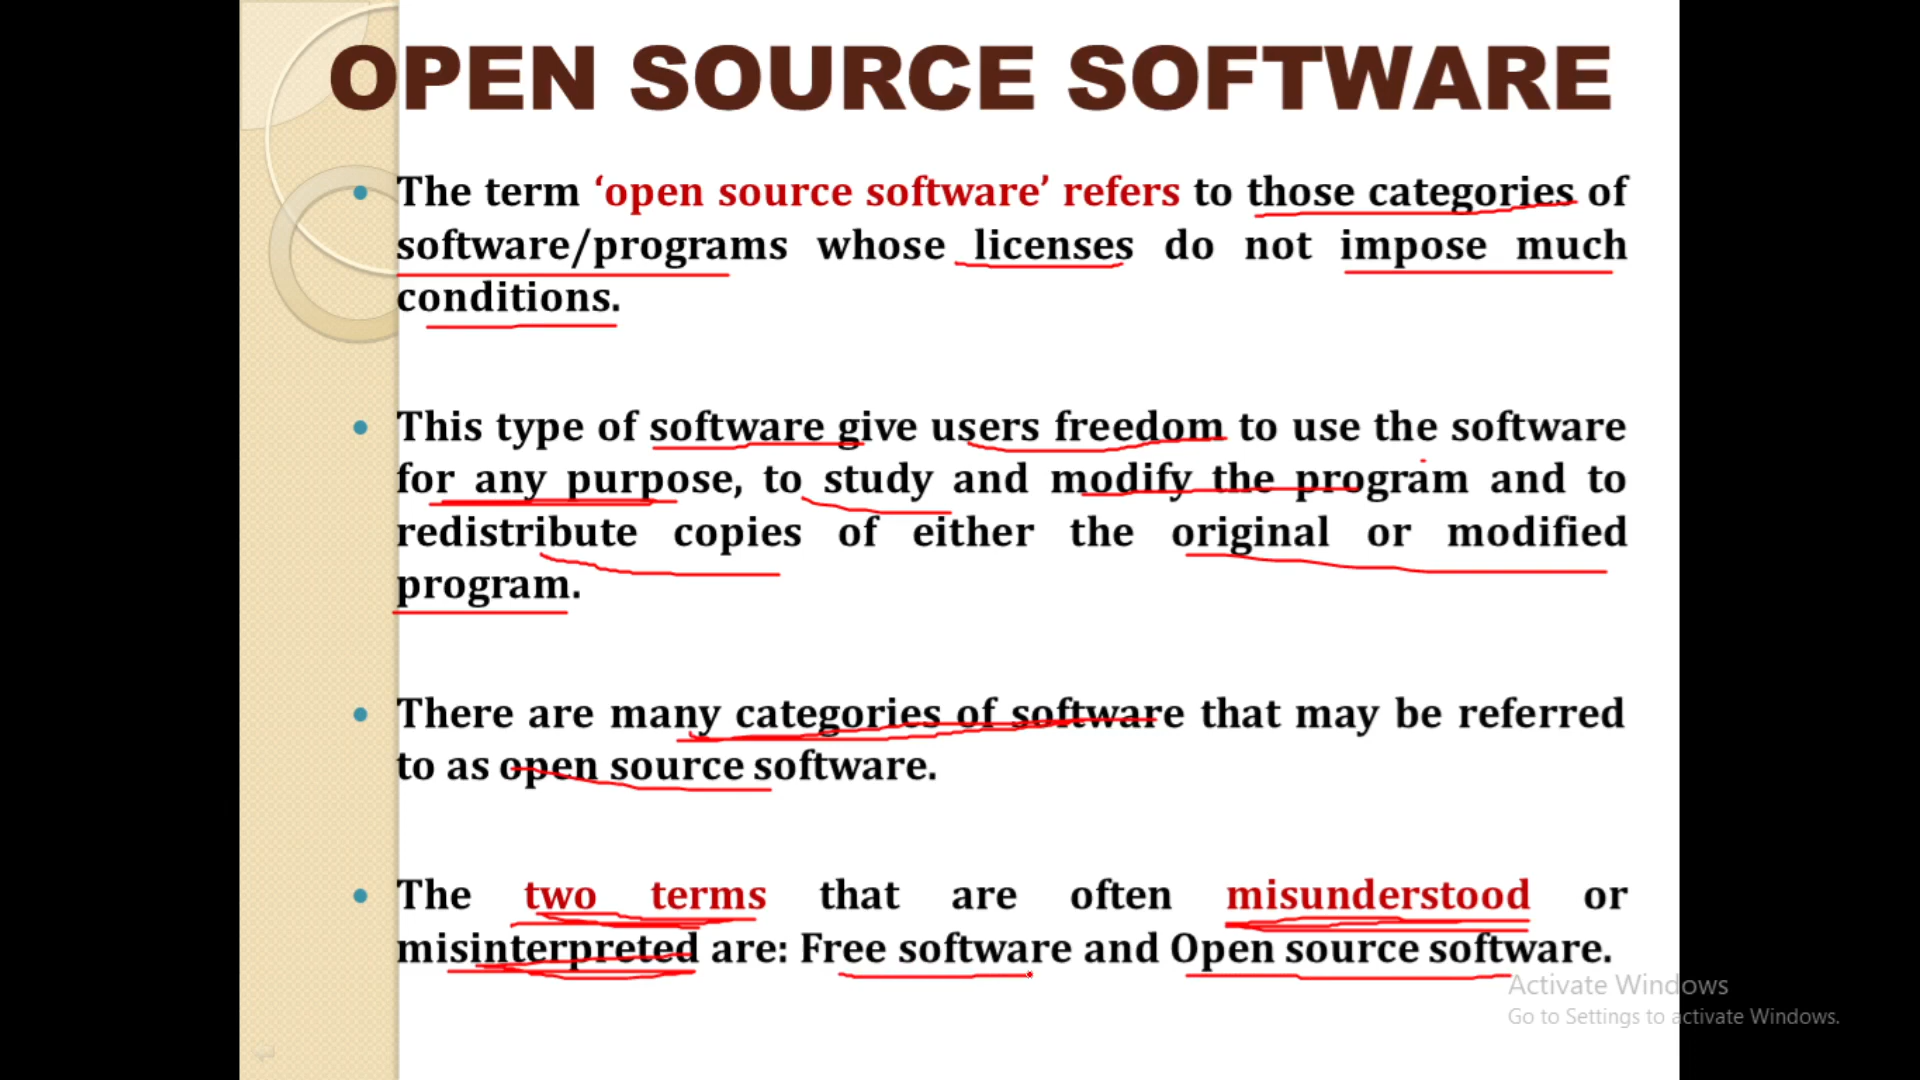 OPEN SOURCE SOFTWARE
The term ‘open source software’ refers to those categories of
software/programs whose licenses do not impose much
conditions.
This type of software give users freedom to use the software
for any purpose, to study and modify the program and to
redistribute copies of either the original or modified
program.
There are many categories of software that may be referred
to as open source software.
The two terms that are often misunderstood or
misinterpreted are: Free software and Open source software.
Activate Windows
Go to Settings to activate Windows.